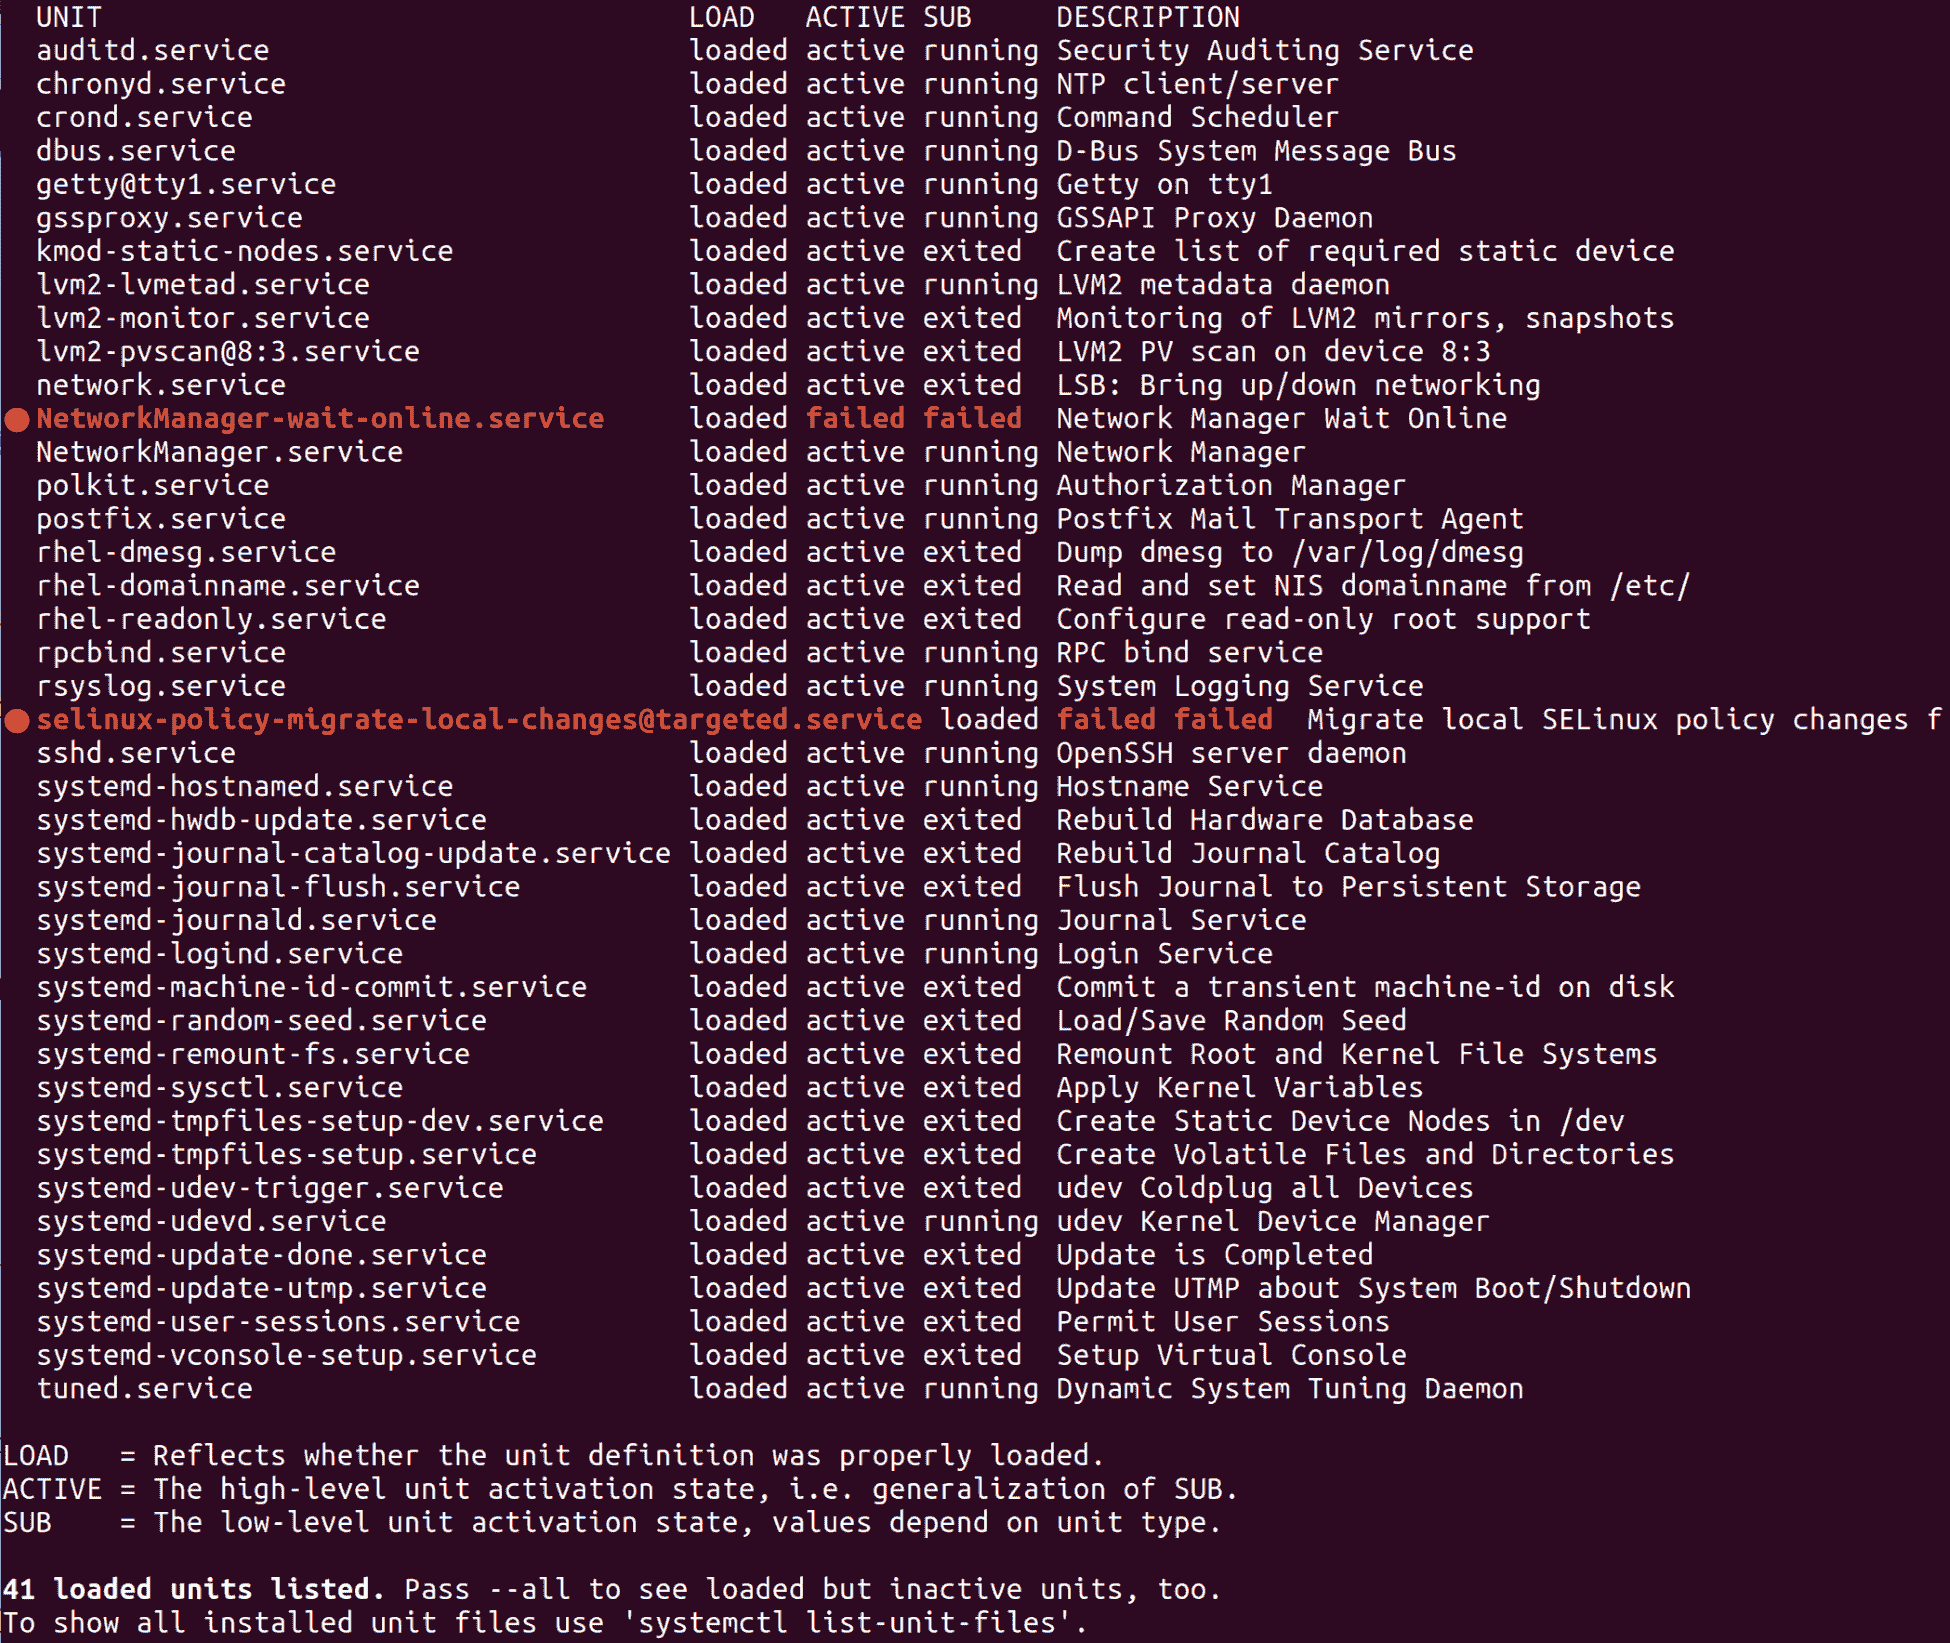 UNIT LOAD ACTIVE SUB DESCRIPTION
auditd.service loaded active running Security Auditing Service
chronyd.service loaded active running NTP client/server
crond.service loaded active running Command Scheduler
dbus.service loaded active running D-Bus System Message Bus
getty@tty1.service loaded active running Getty on tty1
gssproxy.service loaded active running GSSAPI Proxy Daemon
kmod-static-nodes.service loaded active exited Create list of required static device
lvm2-lvmetad.service loaded active running LVM2 metadata daemon
lvm2-monitor.service loaded active exited Monitoring of LVM2 mirrors, snapshots
lvm2-pvscan@8:3.service loaded active exited LVM2 PV scan on device 8:3
network.service loaded active exited LSB: Bring up/down networking
● NetworkManager-wait-online.service loaded failed failed Network Manager Wait Online
NetworkManager.service loaded active running Network Manager
polkit.service loaded active running Authorization Manager
postfix.service loaded active running Postfix Mail Transport Agent
rhel-dmesg.service loaded active exited Dump dmesg to /var/log/dmesg
rhel-domainname.service loaded active exited Read and set NIS domainname from /etc/
rhel-readonly.service loaded active exited Configure read-only root support
rpcbind.service loaded active running RPC bind service
rsyslog.service loaded active running System Logging Service
● selinux-policy-migrate-local-changes@targeted.service loaded failed failed Migrate local SELinux policy changes f
sshd.service loaded active running OpenSSH server daemon
systemd-hostnamed.service loaded active running Hostname Service
systemd-hwdb-update.service loaded active exited Rebuild Hardware Database
systemd-journal-catalog-update.service loaded active exited Rebuild Journal Catalog
systemd-journal-flush.service loaded active exited Flush Journal to Persistent Storage
systemd-journald.service loaded active running Journal Service
systemd-logind.service loaded active running Login Service
systemd-machine-id-commit.service loaded active exited Commit a transient machine-id on disk
systemd-random-seed.service loaded active exited Load/Save Random Seed
systemd-remount-fs.service loaded active exited Remount Root and Kernel File Systems
systemd-sysctl.service loaded active exited Apply Kernel Variables
systemd-tmpfiles-setup-dev.service loaded active exited Create Static Device Nodes in /dev
systemd-tmpfiles-setup.service loaded active exited Create Volatile Files and Directories
systemd-udev-trigger.service loaded active exited udev Coldplug all Devices
systemd-udevd.service loaded active running udev Kernel Device Manager
systemd-update-done.service loaded active exited Update is Completed
systemd-update-utmp.service loaded active exited Update UTMP about System Boot/Shutdown
systemd-user-sessions.service loaded active exited Permit User Sessions
systemd-vconsole-setup.service loaded active exited Setup Virtual Console
tuned.service loaded active running Dynamic System Tuning Daemon
LOAD = Reflects whether the unit definition was properly loaded.
ACTIVE = The high-level unit activation state, i.e. generalization of SUB.
SUB = The low-level unit activation state, values depend on unit type.
41 loaded units listed. Pass --all to see loaded but inactive units, too.
To show all installed unit files use 'systemctl list-unit-files'.